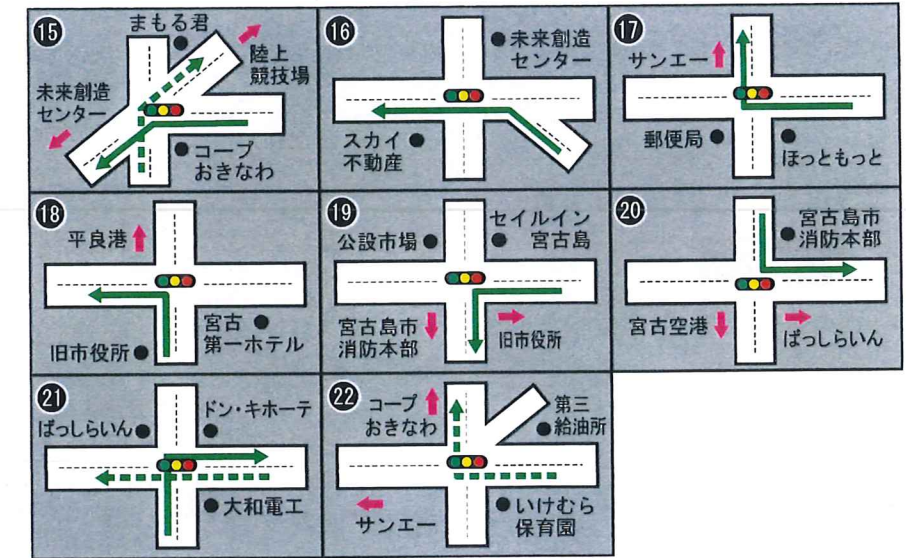 ⑮
まもる君
陸上
競技場
未来創造
センター
コープ
おきなわ
⑯
未来創造
センター
スカイ
不動産
⑰
サンエー
郵便局
ほっともっと
⑱
平良港
旧市役所
宮古
第一ホテル
⑲
公設市場
セイルイン
宮古島
宮古島市
消防本部
旧市役所
⑳
宮古島市
消防本部
宮古空港
ばっしらいん
㉑
ばっしらいん
ドン・キホーテ
大和電工
㉒
コープ
おきなわ
第三
給油所
サンエー
いけむら
保育園